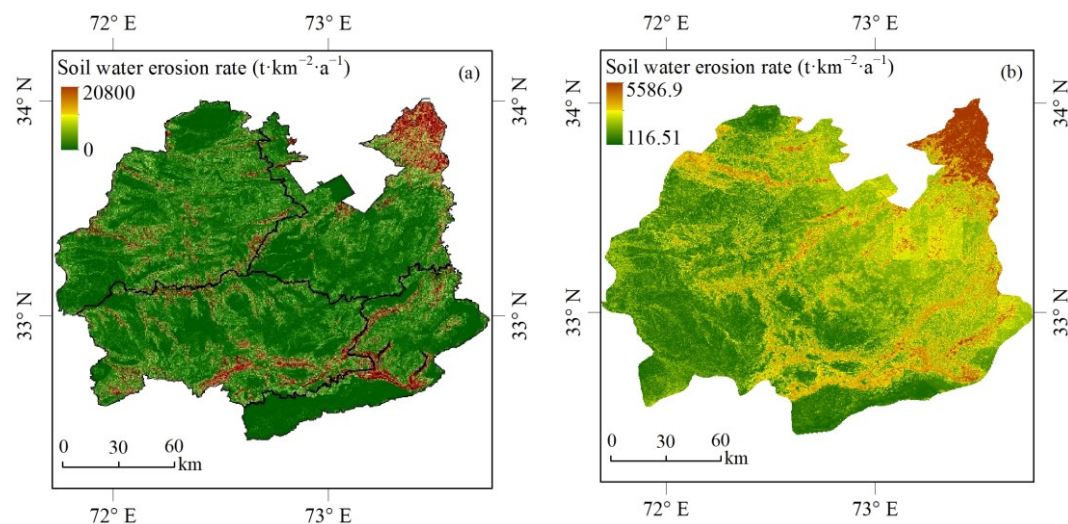 72° E
73° E
72° E
73° E
Soil water erosion rate (t·km⁻²·a⁻¹)
(a)
20800
0
34° N
33° N
34° N
33° N
0 30 60
km
72° E
73° E
Soil water erosion rate (t·km⁻²·a⁻¹)
(b)
5586.9
116.51
34° N
33° N
34° N
33° N
0 30 60
km
72° E
73° E